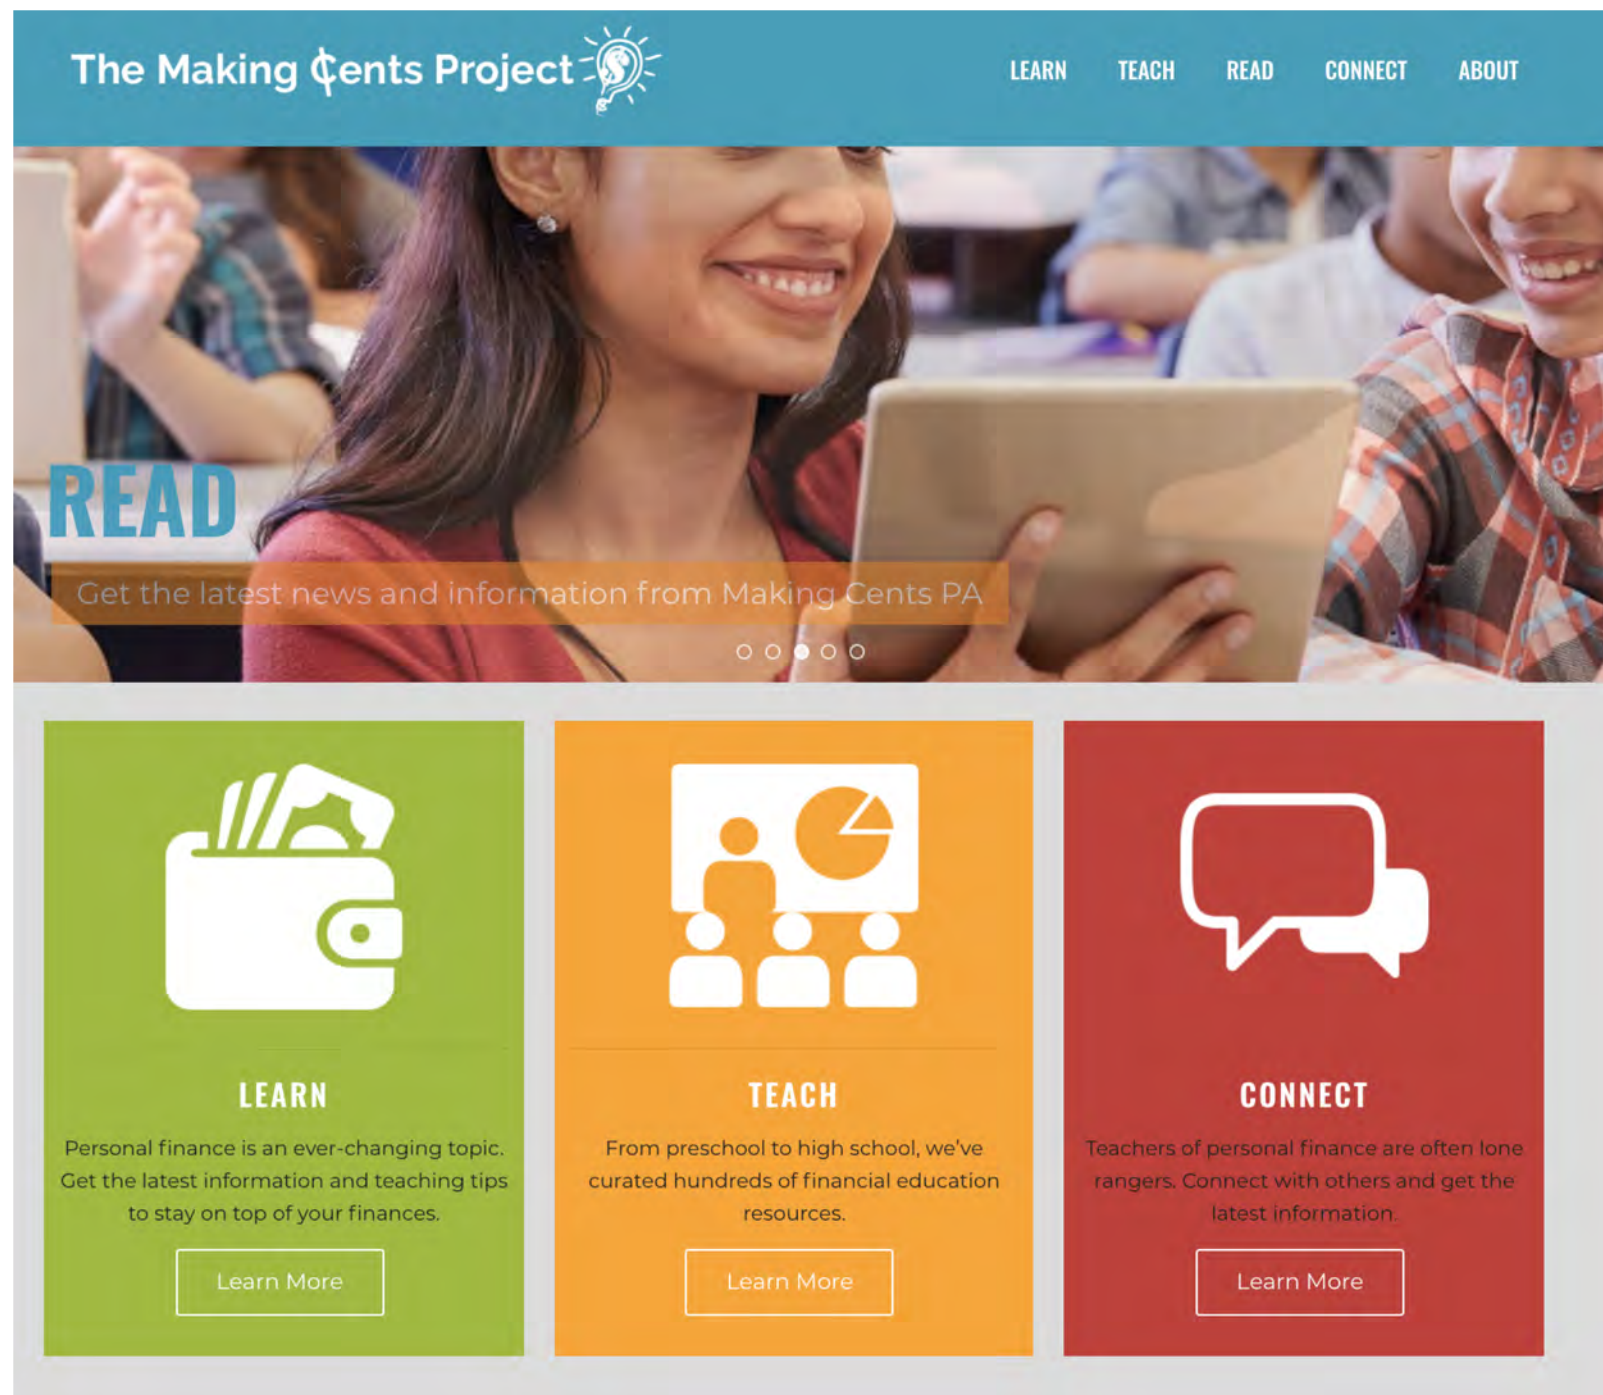 The Making ₵ents Project
LEARN TEACH READ CONNECT ABOUT
READ
Get the latest news and information from Making Cents PA
LEARN
Personal finance is an ever-changing topic.
Get the latest information and teaching tips
to stay on top of your finances.
Learn More
TEACH
From preschool to high school, we've
curated hundreds of financial education
resources.
Learn More
CONNECT
Teachers of personal finance are often lone
rangers. Connect with others and get the
latest information.
Learn More